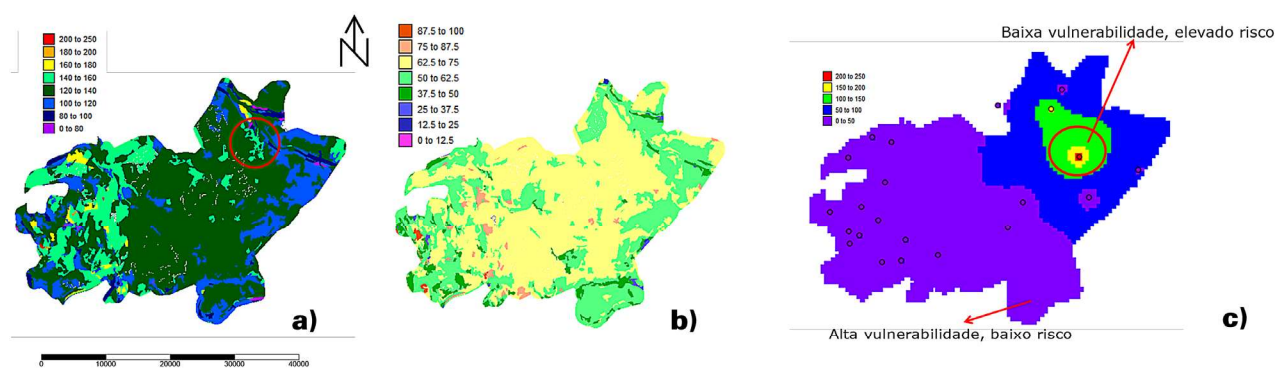 200 to 250
180 to 200
160 to 180
140 to 160
120 to 140
100 to 120
80 to 100
0 to 80
N
a)
0 10000 20000 30000 40000
87.5 to 100
75 to 87.5
62.5 to 75
50 to 62.5
37.5 to 50
25 to 37.5
12.5 to 25
0 to 12.5
b)
Baixa vulnerabilidade, elevado risco
200 to 250
150 to 200
100 to 150
50 to 100
0 to 50
Alta vulnerabilidade, baixo risco
c)